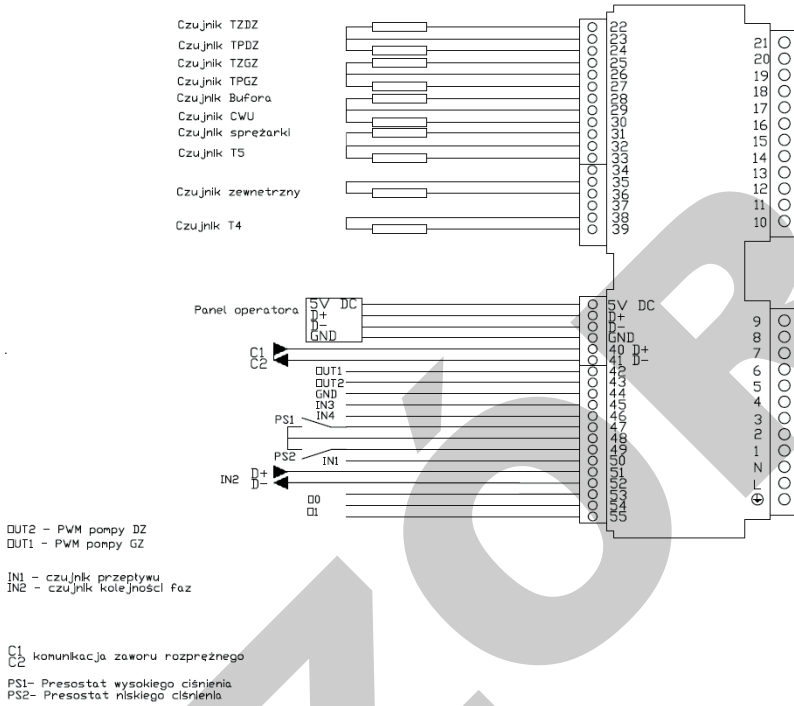 Czujnik TZDZ
Czujnik TPDZ
Czujnik TZGZ
Czujnik TPGZ
Czujnik Bufora
Czujnik CWU
Czujnik sprężarki
Czujnik T5
Czujnik zewnetrzny
Czujnik T4
22
23
24
25
26
27
28
29
30
31
32
33
34
35
36
37
38
39
21
20
19
18
17
16
15
14
13
12
11
10
Panel operatora
5V DC
D+
D-
GND
5V DC
D+
D-
GND
C1
C2
40 D+
41 D-
OUT1
OUT2
GND
IN3
IN4
PS1
PS2
IN1
IN2
D+
D-
O0
O1
42
43
44
45
46
47
48
49
50
51
52
53
54
55
9
8
7
6
5
4
3
2
1
N
L
OUT2 - PWM pompy DZ
OUT1 - PWM pompy GZ
IN1 - czujnik przepływu
IN2 - czujnik kolejności faz
C1
C2 komunikacja zaworu rozprężnego
PS1- Presostat wysokiego ciśnienia
PS2- Presostat niskiego ciśnienia
WZÓR